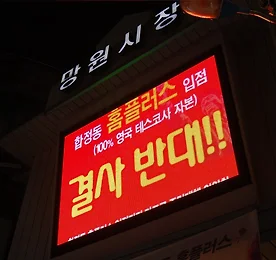 망원시장
합정동 홈플러스 입점
(100% 영국 테스코사 자본)
결사 반대!!